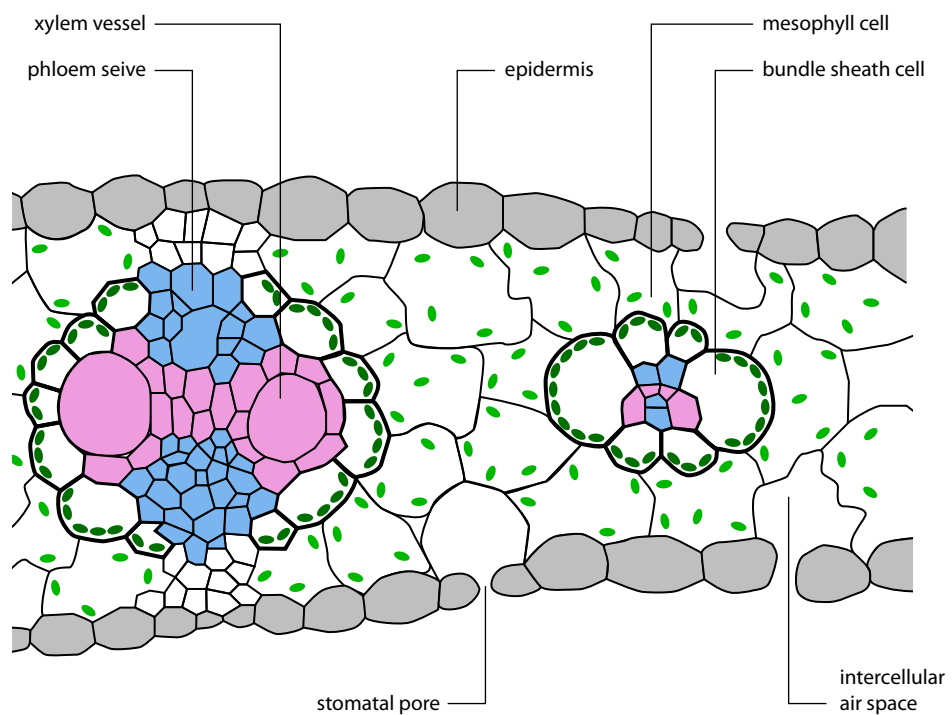 xylem vessel
mesophyll cell
phloem seive
epidermis
bundle sheath cell
stomatal pore
intercellular
air space